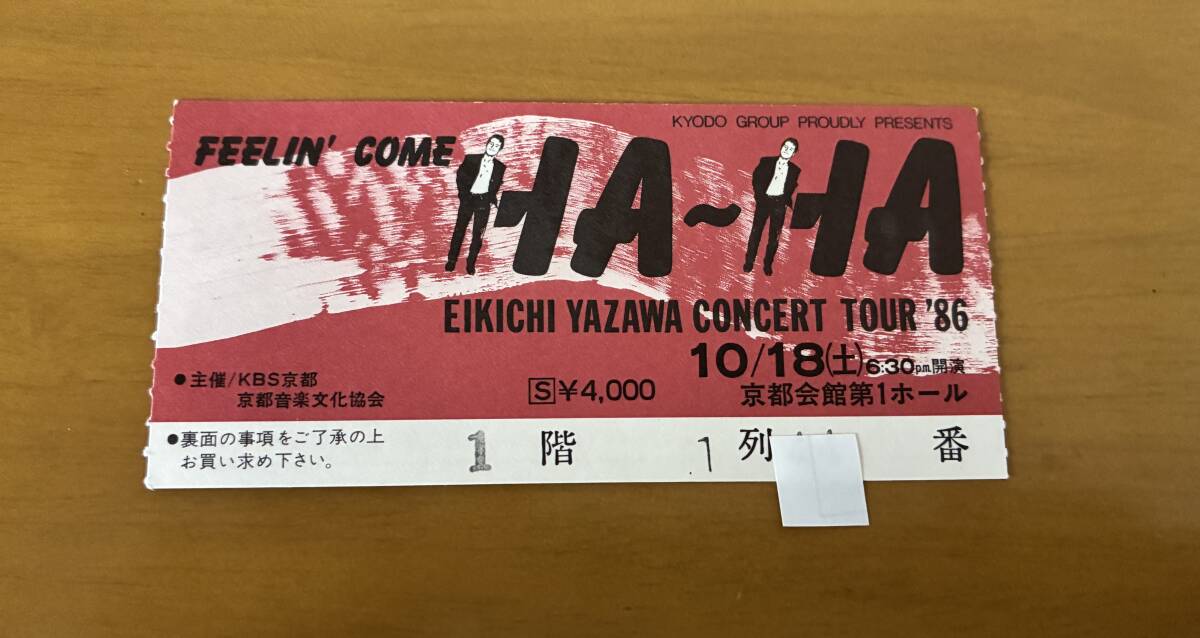 KYODO GROUP PROUDLY PRESENTS
FEELIN' COME HA~HA
EIKICHI YAZAWA CONCERT TOUR '86
10/18(土)6:30pm開演
●主催/KBS京都
京都音楽文化協会
S ¥4,000
京都会館第1ホール
●裏面の事項をご了承の上
お買い求め下さい。
1 階 1 列 番